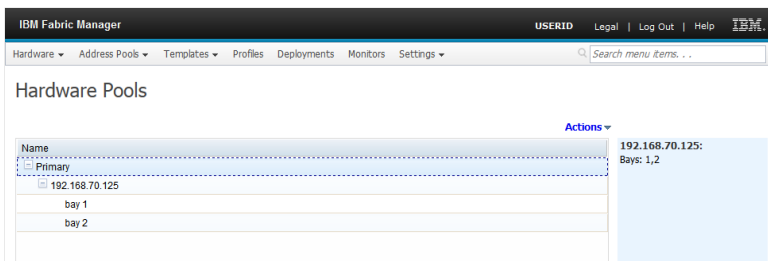 IBM Fabric Manager USERID Legal | Log Out | Help IBM.
Hardware Address Pools Templates Profiles Deployments Monitors Settings Search menu items. . .
Hardware Pools
Actions
Name
Primary
192.168.70.125
bay 1
bay 2
192.168.70.125:
Bays: 1,2